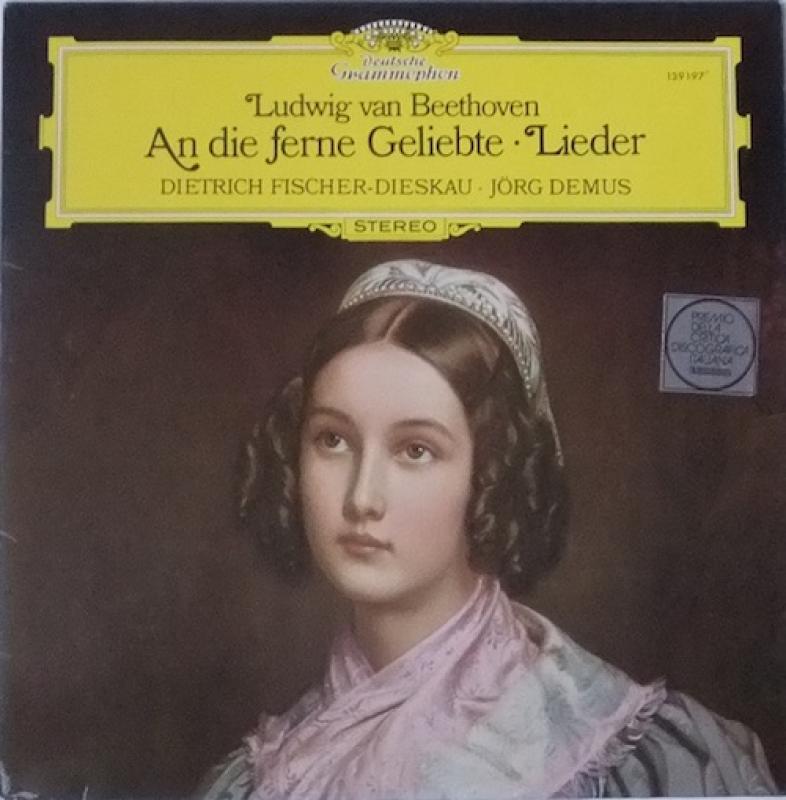 Deutsche
Grammophon
139197
Ludwig van Beethoven
An die ferne Geliebte · Lieder
DIETRICH FISCHER-DIESKAU · JÖRG DEMUS
STEREO
PREMIO
DELLA
CRITICA
DISCOGRAFICA
ITALIANA